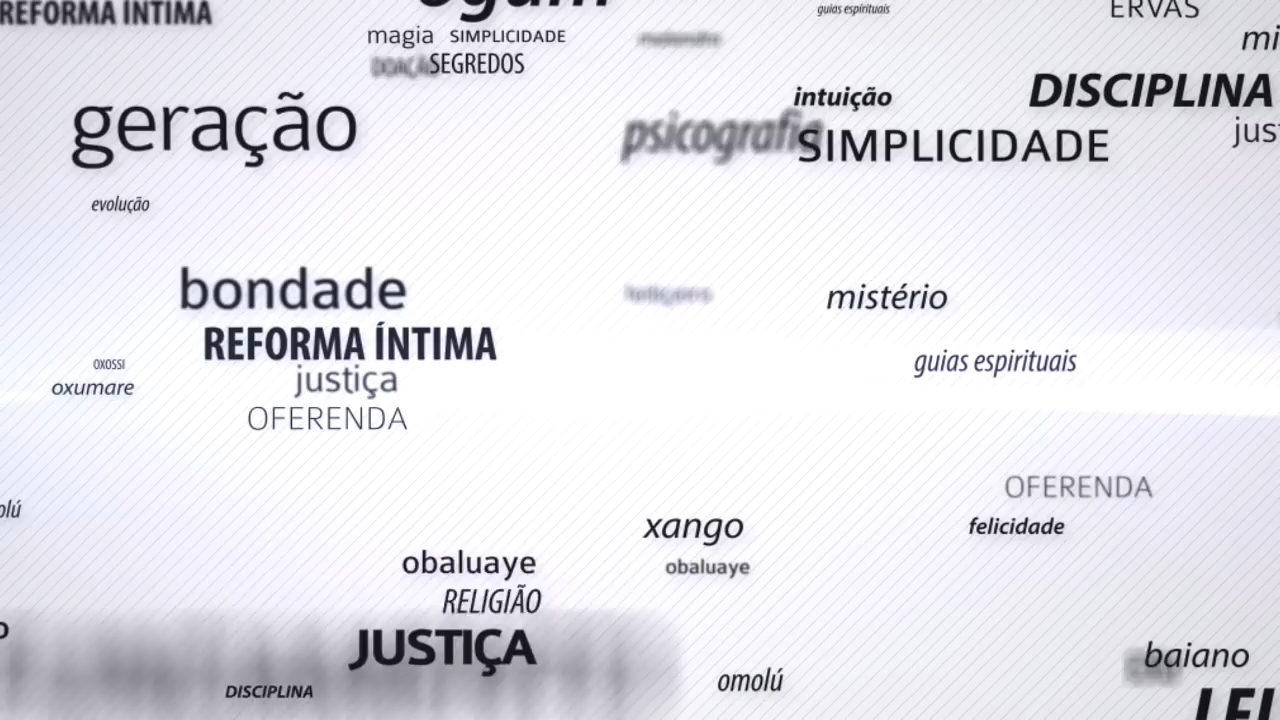 REFORMA ÍNTIMA
guias espirituais
ERVAS
magia SIMPLICIDADE
SEGREDOS
DISCIPLINA
intuição
geração
psicografia
SIMPLICIDADE
evolução
bondade
mistério
REFORMA ÍNTIMA
guias espirituais
oxossi
justiça
oxumare
OFERENDA
OFERENDA
xango
felicidade
obaluaye
obaluaye
RELIGIÃO
JUSTIÇA
baiano
omolú
DISCIPLINA